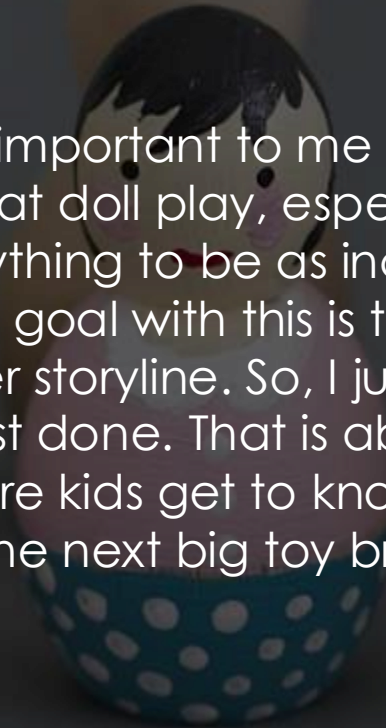 important to me
at doll play, espe
ything to be as inc
goal with this is t
er storyline. So, I ju
st done. That is ab
re kids get to kno
he next big toy br